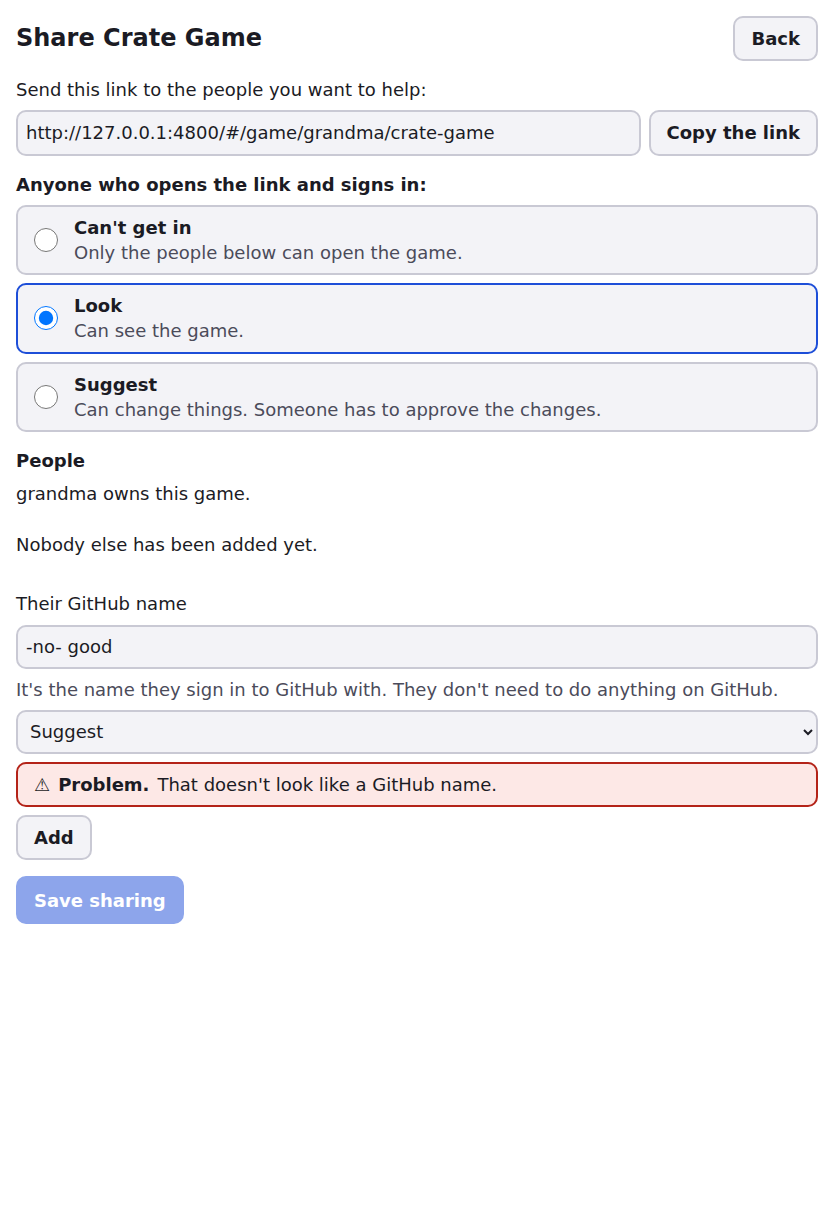 Share Crate Game
Back
Send this link to the people you want to help:
http://127.0.0.1:4800/#/game/grandma/crate-game
Copy the link
Anyone who opens the link and signs in:
Can't get in
Only the people below can open the game.
Look
Can see the game.
Suggest
Can change things. Someone has to approve the changes.
People
grandma owns this game.
Nobody else has been added yet.
Their GitHub name
-no- good
It's the name they sign in to GitHub with. They don't need to do anything on GitHub.
Suggest
⚠ Problem. That doesn't look like a GitHub name.
Add
Save sharing